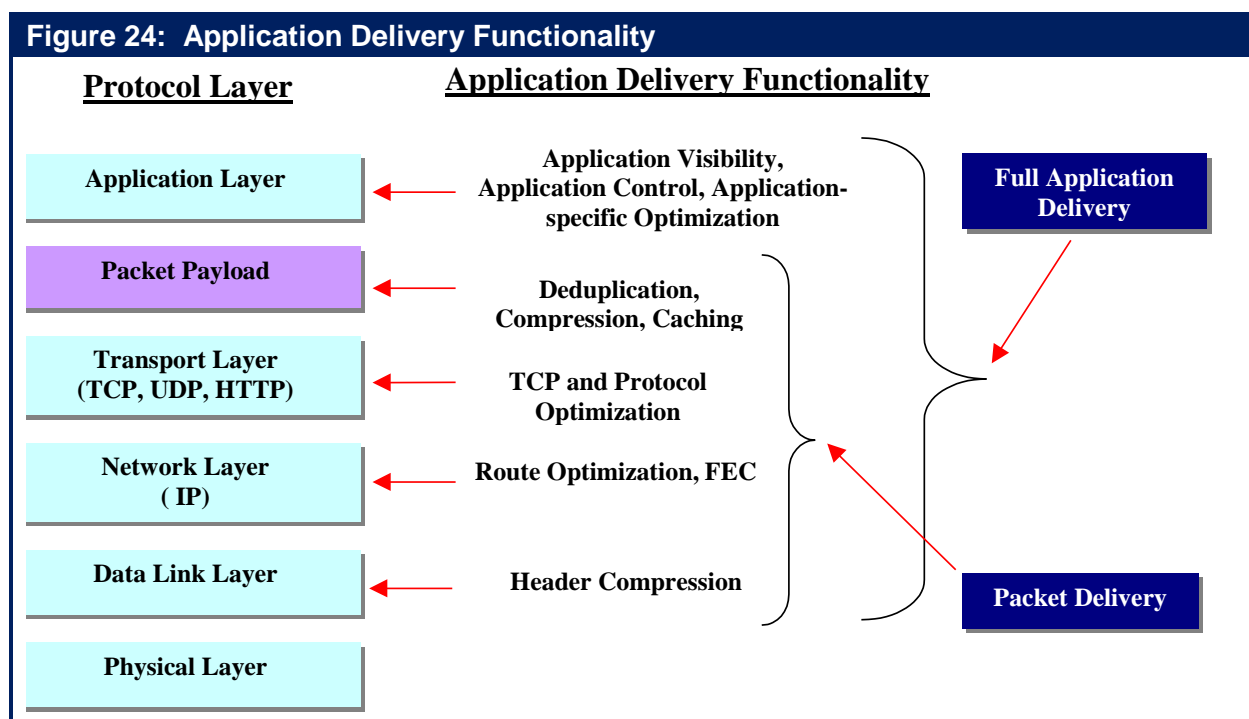 Figure 24: Application Delivery Functionality
Protocol Layer
Application Delivery Functionality
Application Layer
Application Visibility,
Application Control, Application-
specific Optimization
Full Application
Delivery
Packet Payload
Deduplication,
Compression, Caching
Transport Layer
(TCP, UDP, HTTP)
TCP and Protocol
Optimization
Network Layer
( IP)
Route Optimization, FEC
Data Link Layer
Header Compression
Packet Delivery
Physical Layer